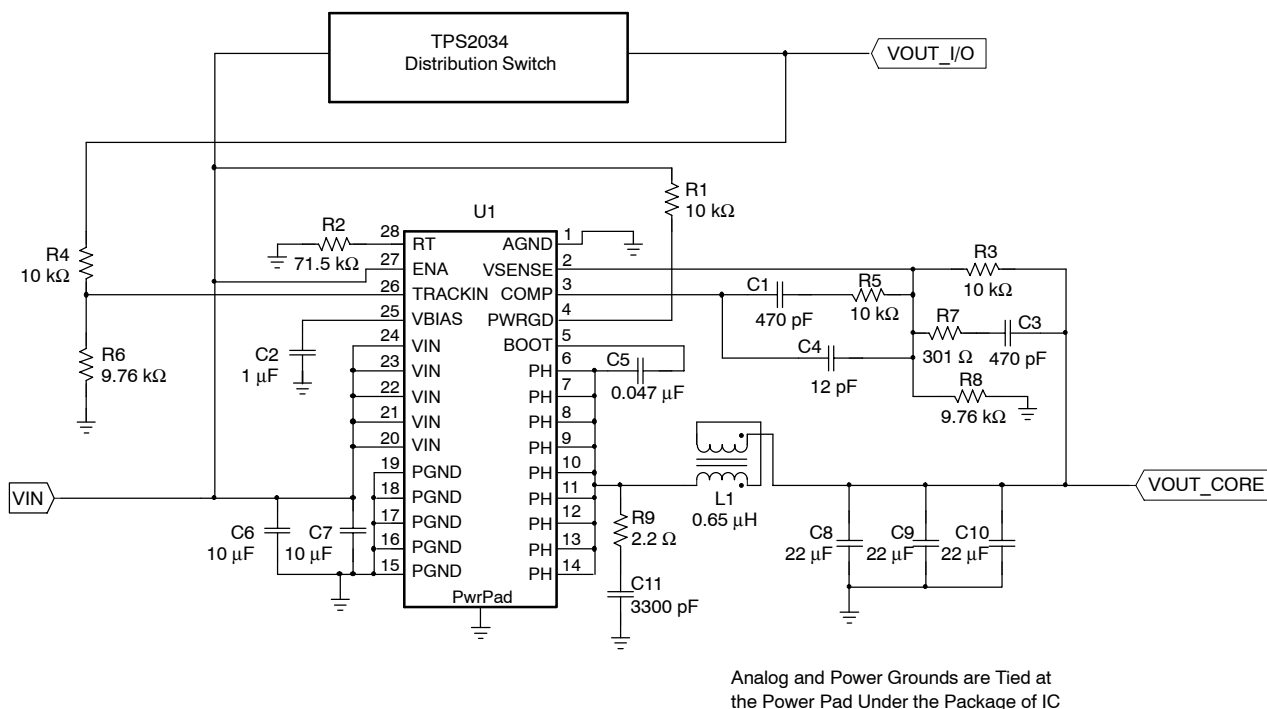 TPS2034
Distribution Switch
VOUT_I/O
R1
10 kΩ
U1
R2
71.5 kΩ
R4
10 kΩ
R6
9.76 kΩ
C2
1 μF
28 RT
27 ENA
26 TRACKIN
25 VBIAS
24 VIN
23 VIN
22 VIN
21 VIN
20 VIN
19 PGND
18 PGND
17 PGND
16 PGND
15 PGND
AGND 1
VSENSE 2
COMP 3
PWRGD 4
BOOT 5
PH 6
PH 7
PH 8
PH 9
PH 10
PH 11
PH 12
PH 13
PH 14
PwrPad
R3
10 kΩ
C1
470 pF
R5
10 kΩ
R7
301 Ω
C3
470 pF
C4
12 pF
R8
9.76 kΩ
C5
0.047 μF
VIN
C6
10 μF
C7
10 μF
L1
0.65 μH
R9
2.2 Ω
C11
3300 pF
VOUT_CORE
C8
22 μF
C9
22 μF
C10
22 μF
Analog and Power Grounds are Tied at
the Power Pad Under the Package of IC